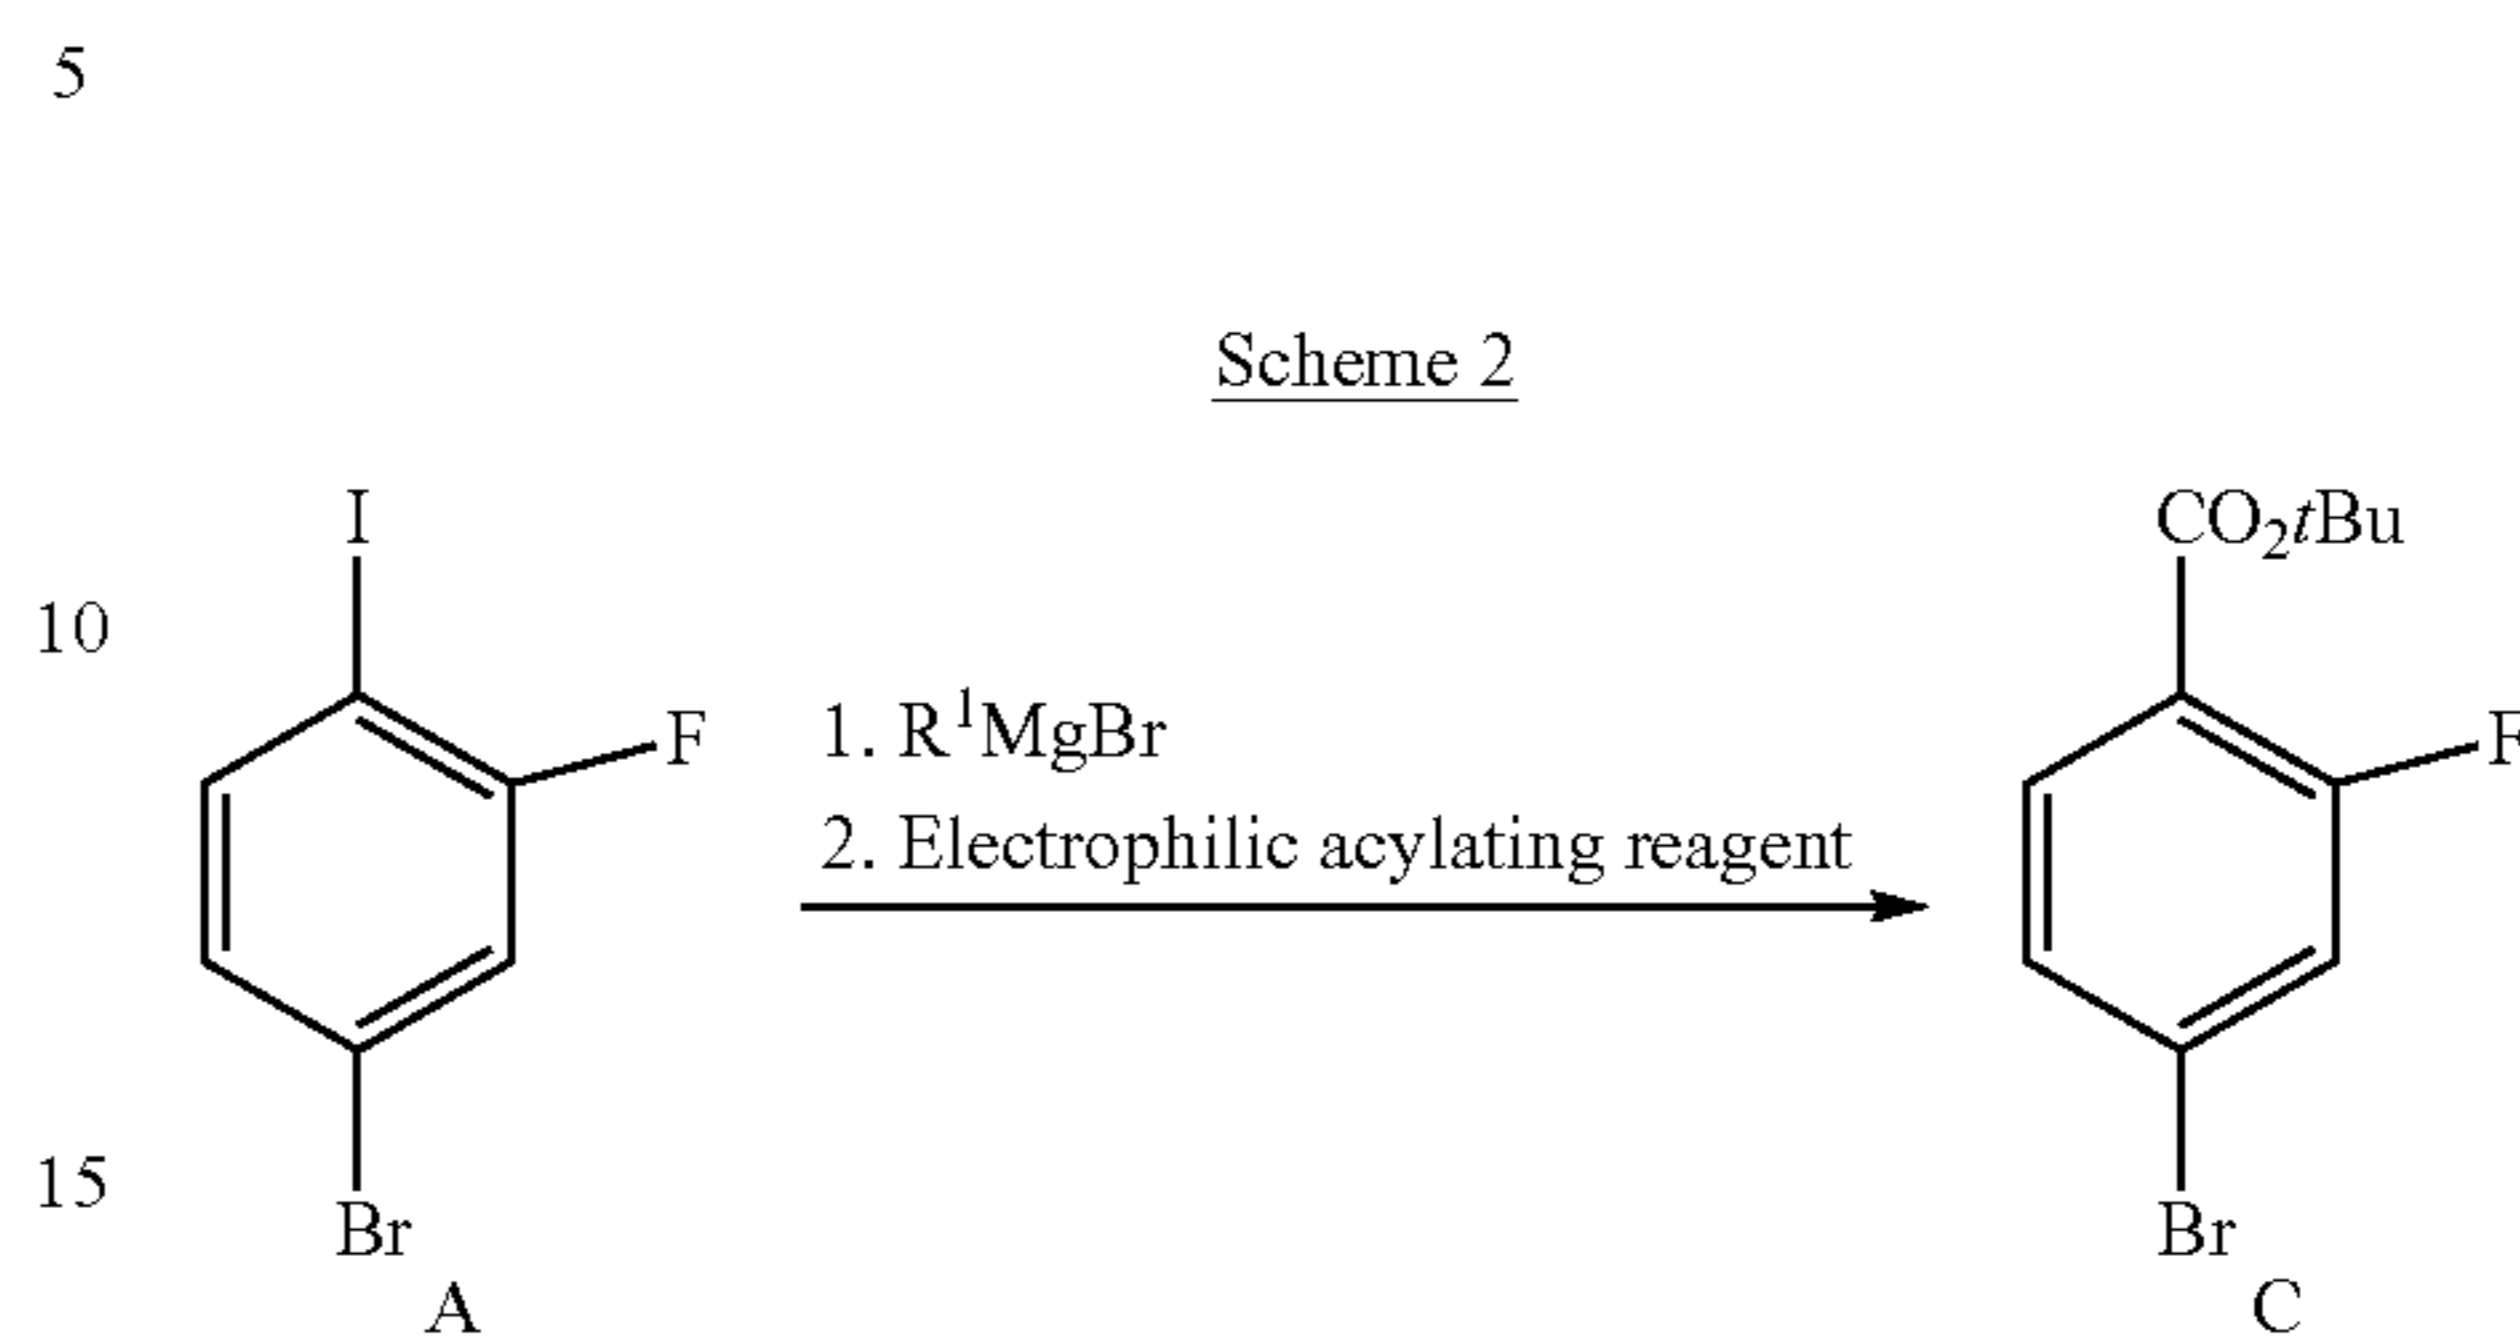 5
Scheme 2
I
CO₂tBu
10
F
1. R¹MgBr
F
2. Electrophilic acylating reagent
15
Br
Br
A
C